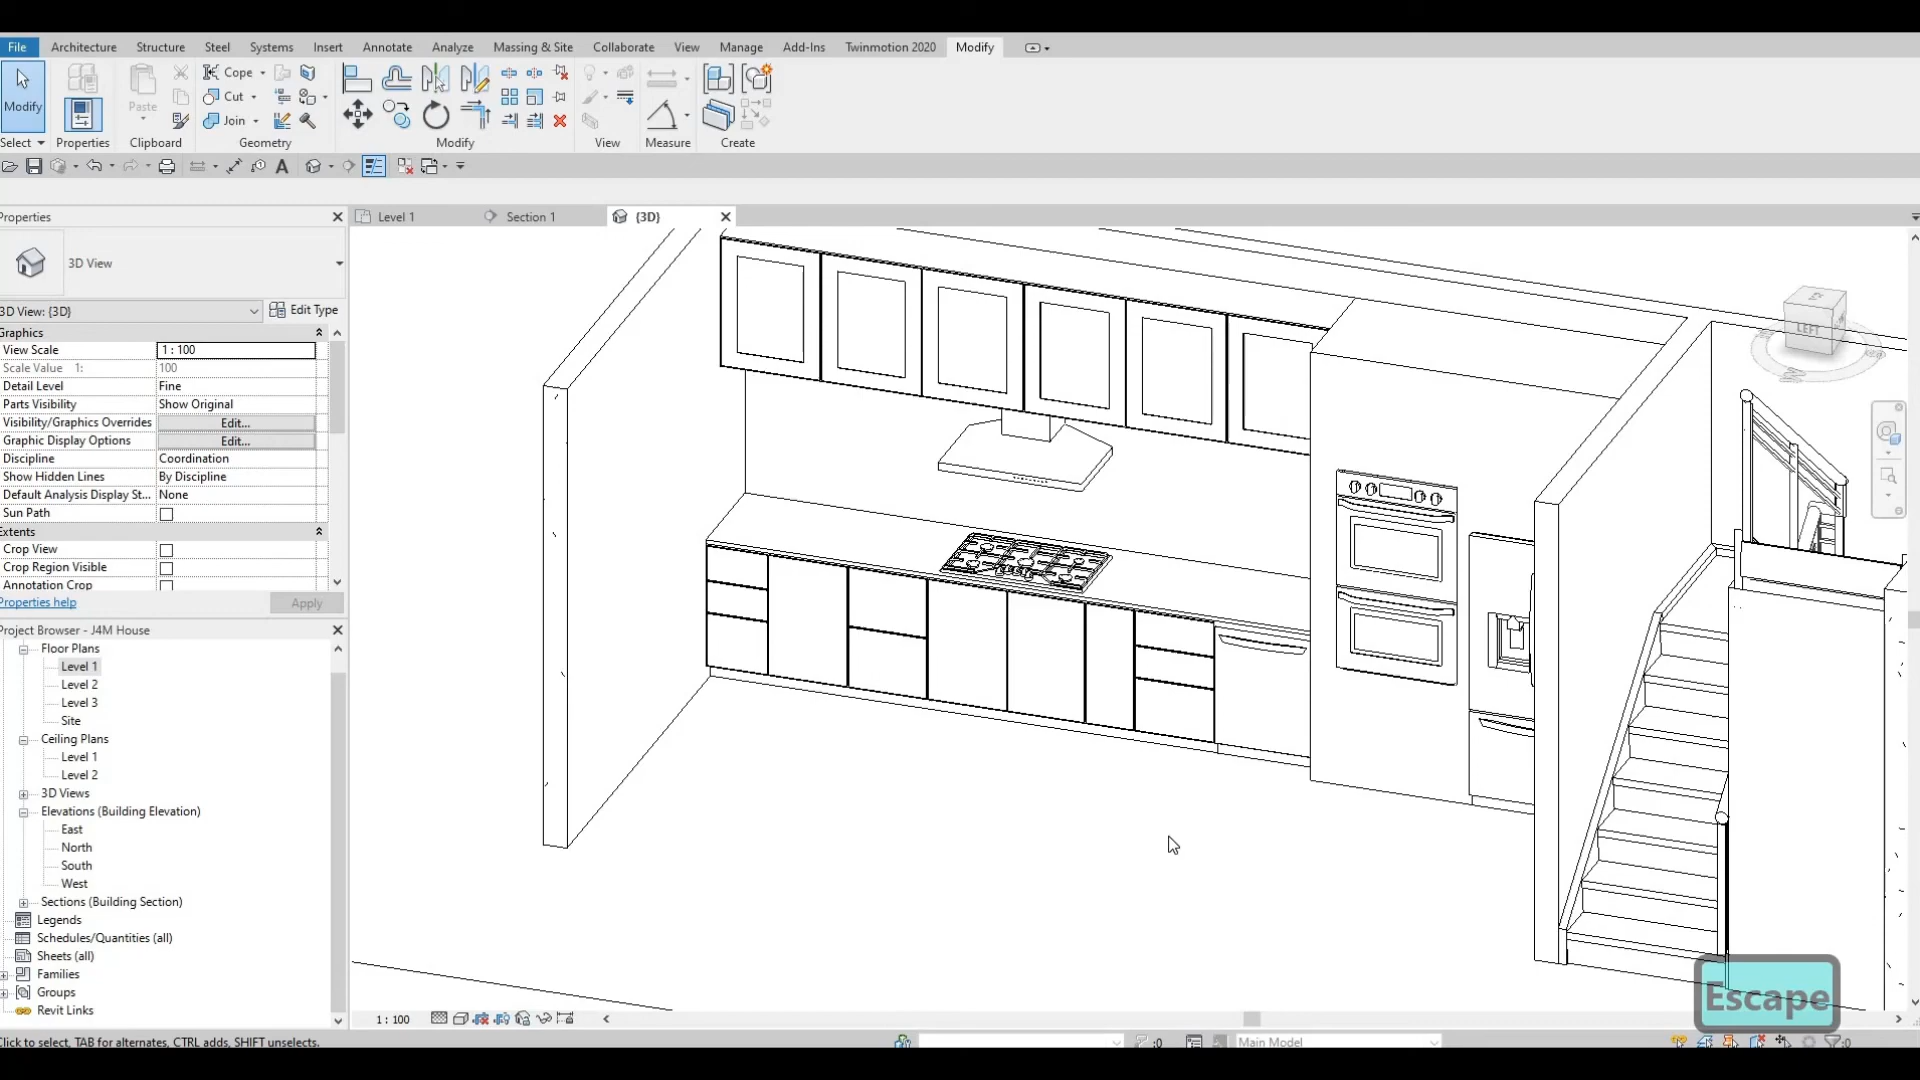 File Architecture Structure Steel Systems Insert Annotate Analyze Massing & Site Collaborate View Manage Add-Ins Twinmotion 2020 Modify
Modify
Paste
Cope
Cut
Join
Select Properties Clipboard Geometry Modify View Measure Create
A
Properties
Level 1
Section 1
{3D}
3D View
3D View: {3D}
Edit Type
Graphics
View Scale 1 : 100
Scale Value 1: 100
Detail Level Fine
Parts Visibility Show Original
Visibility/Graphics Overrides Edit...
Graphic Display Options Edit...
Discipline Coordination
Show Hidden Lines By Discipline
Default Analysis Display St... None
Sun Path
Extents
Crop View
Crop Region Visible
Annotation Crop
Properties help
Apply
LEFT
Project Browser - J4M House
Floor Plans
Level 1
Level 2
Level 3
Site
Ceiling Plans
Level 1
Level 2
3D Views
Elevations (Building Elevation)
East
North
South
West
Sections (Building Section)
Legends
Schedules/Quantities (all)
Sheets (all)
Families
Groups
Revit Links
Escape
1 : 100
Click to select, TAB for alternates, CTRL adds, SHIFT unselects.
:0
Main Model
:0